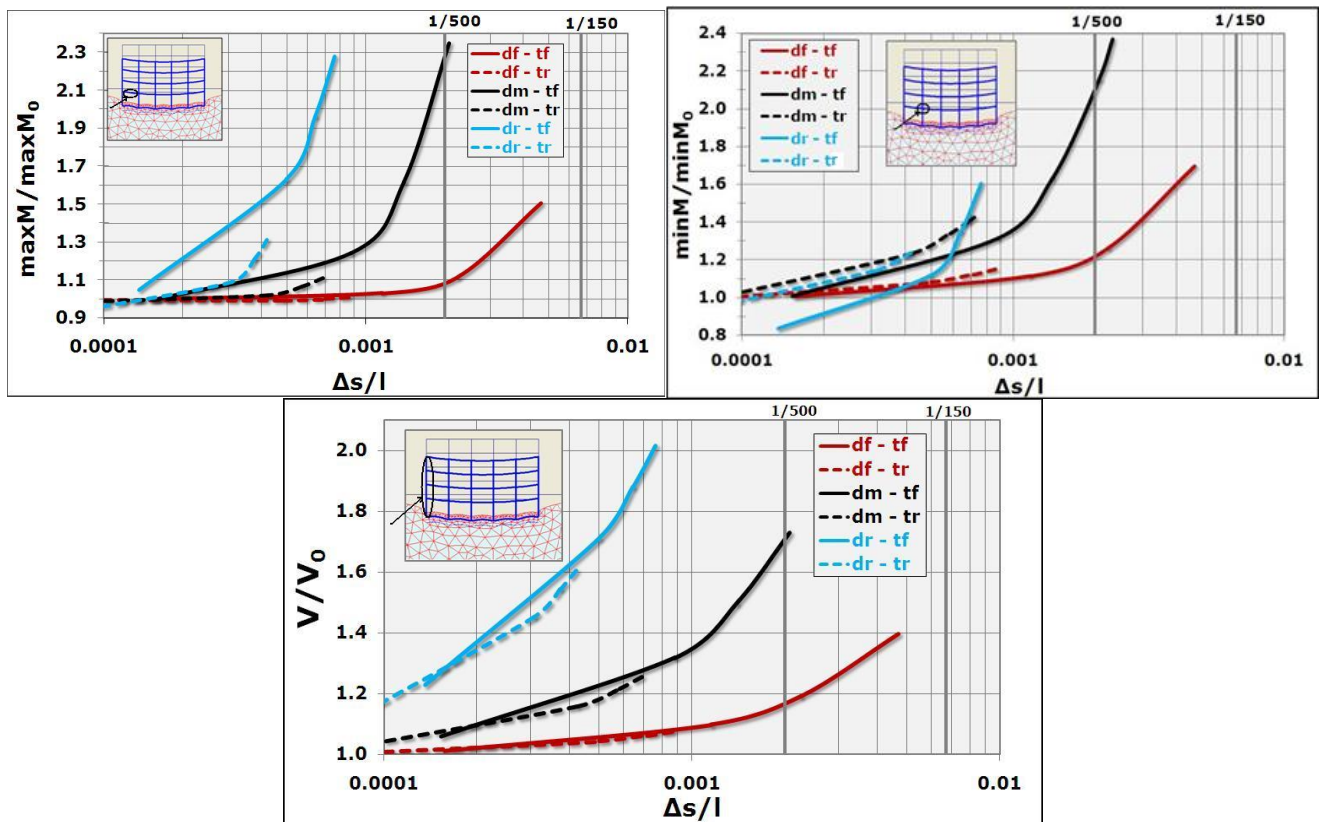 1/500 1/150
2.3
2.1
1.9
1.7
1.5
1.3
1.1
0.9
maxM/maxM0
df - tf
df - tr
dm - tf
dm - tr
dr - tf
dr - tr
0.0001 0.001 0.01
Δs/l
1/500 1/150
2.4
2.2
2.0
1.8
1.6
1.4
1.2
1.0
0.8
minM/minM0
df - tf
df - tr
dm - tf
dm - tr
dr - tf
dr - tr
0.0001 0.001 0.01
Δs/l
1/500 1/150
2.0
1.8
1.6
1.4
1.2
1.0
V/V0
df - tf
df - tr
dm - tf
dm - tr
dr - tf
dr - tr
0.0001 0.001 0.01
Δs/l